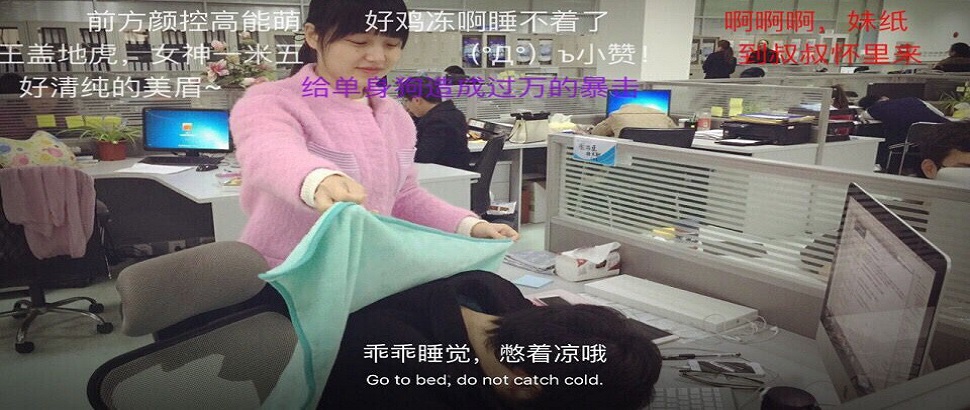 前方颜控高能萌
好鸡冻啊睡不着了
啊啊啊，妹纸
王盖地虎，女神一米五
(°Д°)ъ小赞！
到叔叔怀里来
好清纯的美眉~
给单身狗造成过万的暴击
乖乖睡觉，憋着凉哦
Go to bed, do not catch cold.